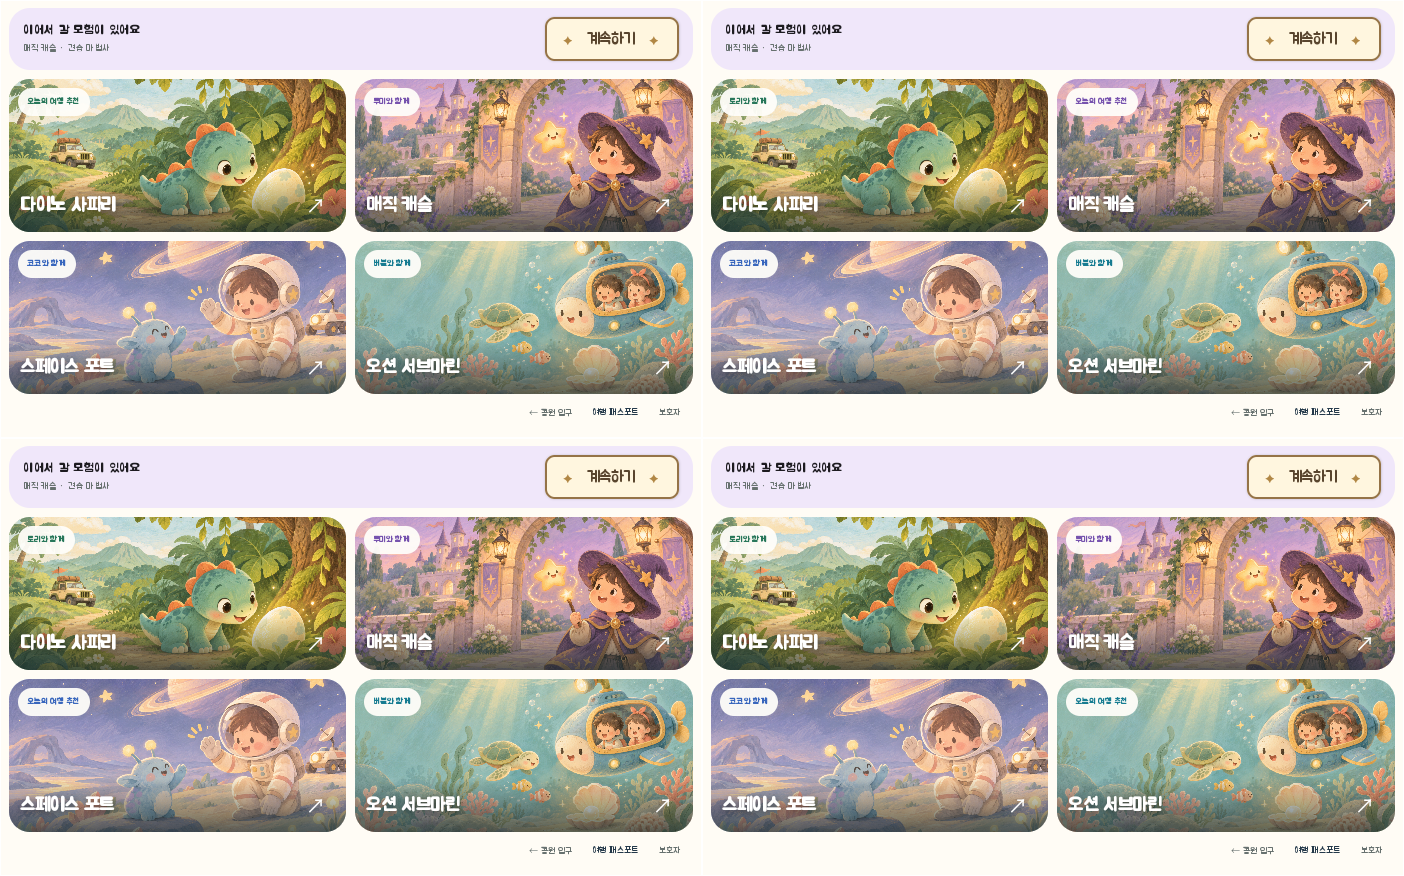 이어서 갈 모험이 있어요
매직 캐슬 · 견습 마법사
✦ 계속하기 ✦
오늘의 여행 추천
다이노 사파리 ↗
루미와 함께
매직 캐슬 ↗
코코와 함께
스페이스 포트 ↗
버블와 함께
오션 서브마린 ↗
← 공원 입구 여행 패스포트 보호자
이어서 갈 모험이 있어요
매직 캐슬 · 견습 마법사
✦ 계속하기 ✦
토리와 함께
다이노 사파리 ↗
오늘의 여행 추천
매직 캐슬 ↗
코코와 함께
스페이스 포트 ↗
버블와 함께
오션 서브마린 ↗
← 공원 입구 여행 패스포트 보호자
이어서 갈 모험이 있어요
매직 캐슬 · 견습 마법사
✦ 계속하기 ✦
토리와 함께
다이노 사파리 ↗
루미와 함께
매직 캐슬 ↗
오늘의 여행 추천
스페이스 포트 ↗
버블와 함께
오션 서브마린 ↗
← 공원 입구 여행 패스포트 보호자
이어서 갈 모험이 있어요
매직 캐슬 · 견습 마법사
✦ 계속하기 ✦
토리와 함께
다이노 사파리 ↗
루미와 함께
매직 캐슬 ↗
코코와 함께
스페이스 포트 ↗
오늘의 여행 추천
오션 서브마린 ↗
← 공원 입구 여행 패스포트 보호자